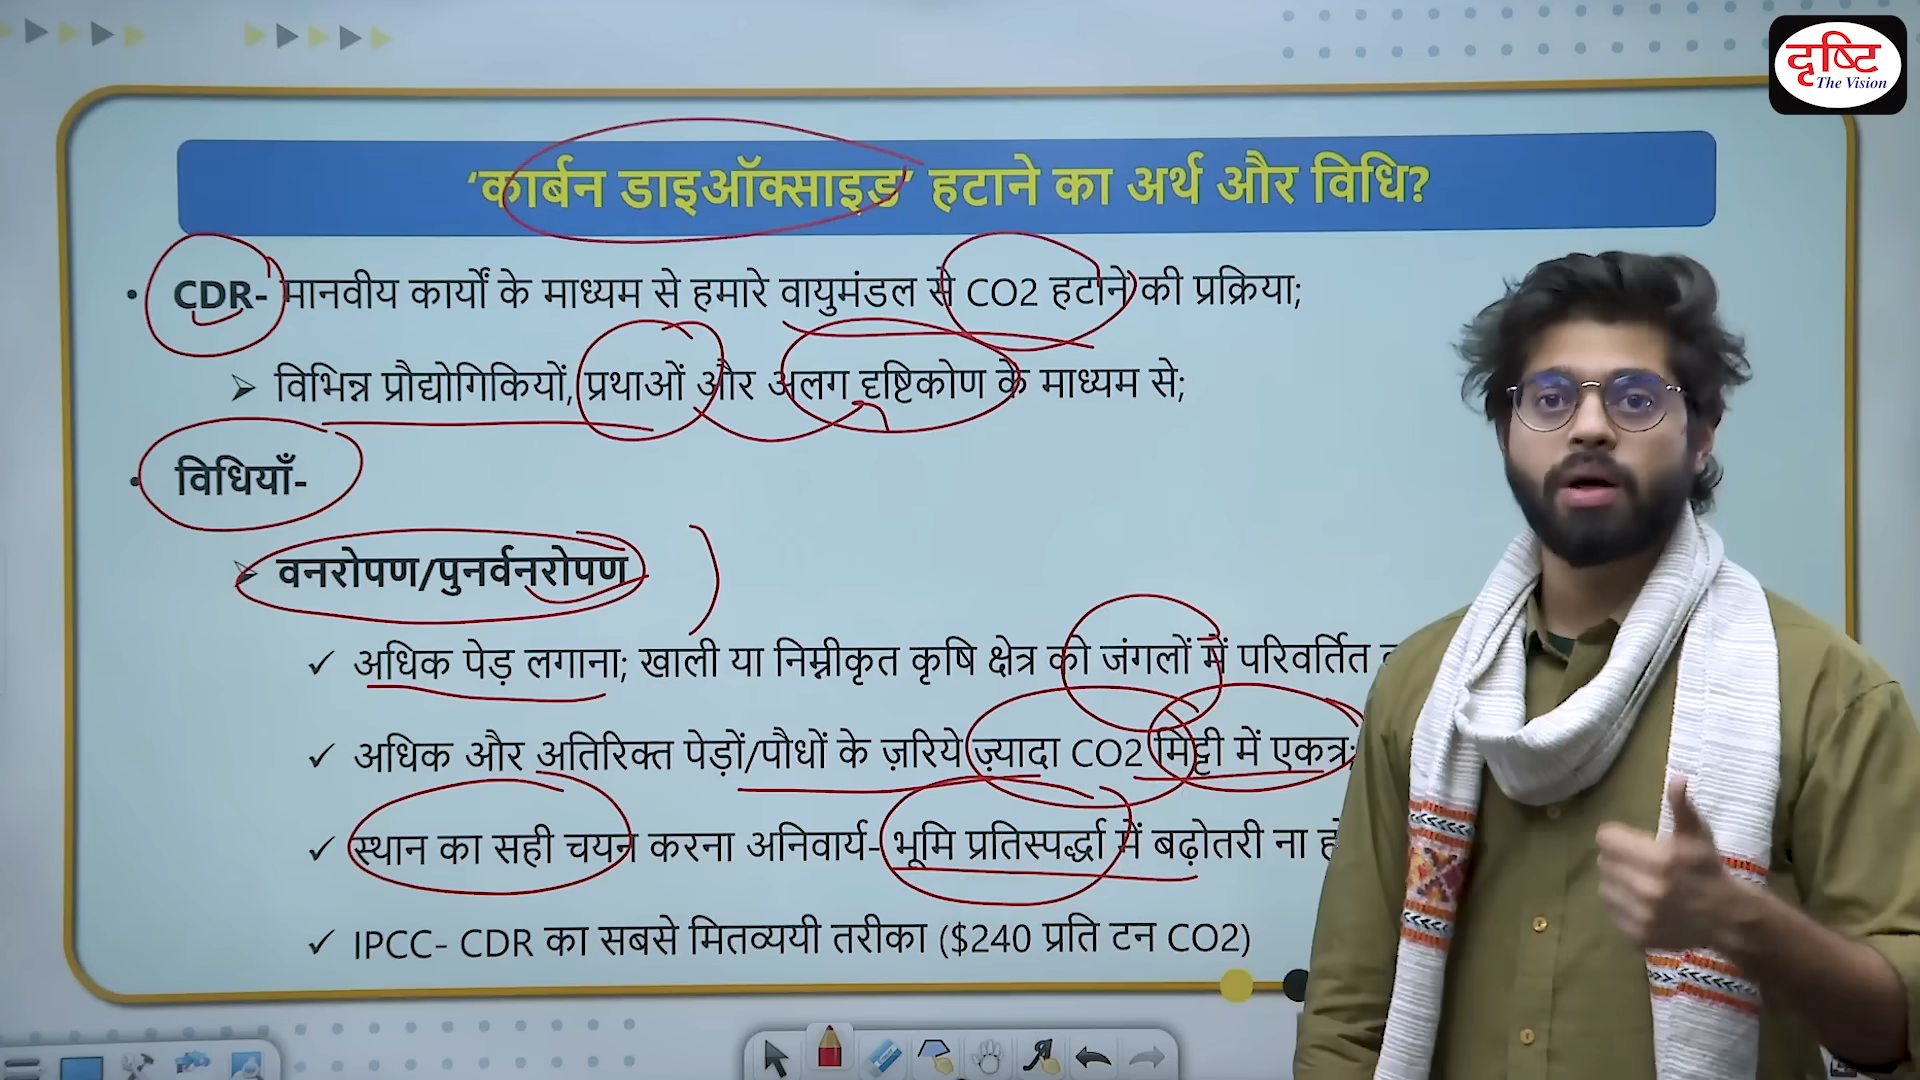 दृष्टि
The Vision
‘कार्बन डाइऑक्साइड’ हटाने का अर्थ और विधि?
• CDR- मानवीय कार्यों के माध्यम से हमारे वायुमंडल से CO2 हटाने की प्रक्रिया;
➢ विभिन्न प्रौद्योगिकियों, प्रथाओं और अलग दृष्टिकोण के माध्यम से;
• विधियाँ-
➢ वनरोपण/पुनर्वनरोपण
✓ अधिक पेड़ लगाना; खाली या निम्नीकृत कृषि क्षेत्र को जंगलों में परिवर्तित
✓ अधिक और अतिरिक्त पेड़ों/पौधों के ज़रिये ज़्यादा CO2 मिट्टी में एकत्र;
✓ स्थान का सही चयन करना अनिवार्य- भूमि प्रतिस्पर्द्धा में बढ़ोतरी ना
✓ IPCC- CDR का सबसे मितव्ययी तरीका ($240 प्रति टन CO2)